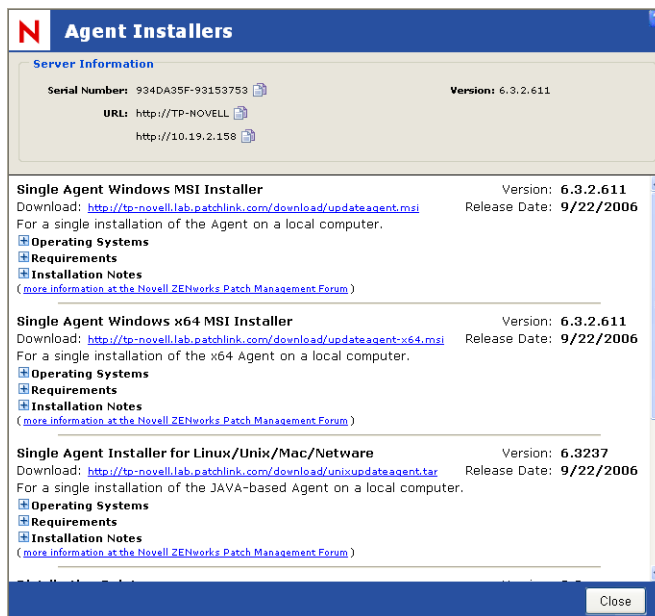 N Agent Installers
Server Information
Serial Number: 934DA35F-93153753 Version: 6.3.2.611
URL: http://TP-NOVELL
http://10.19.2.158
Single Agent Windows MSI Installer Version: 6.3.2.611
Download: http://tp-novell.lab.patchlink.com/download/updateagent.msi Release Date: 9/22/2006
For a single installation of the Agent on a local computer.
Operating Systems
Requirements
Installation Notes
( more information at the Novell ZENworks Patch Management Forum )
Single Agent Windows x64 MSI Installer Version: 6.3.2.611
Download: http://tp-novell.lab.patchlink.com/download/updateagent-x64.msi Release Date: 9/22/2006
For a single installation of the x64 Agent on a local computer.
Operating Systems
Requirements
Installation Notes
( more information at the Novell ZENworks Patch Management Forum )
Single Agent Installer for Linux/Unix/Mac/Netware Version: 6.3237
Download: http://tp-novell.lab.patchlink.com/download/unixupdateagent.tar Release Date: 9/22/2006
For a single installation of the JAVA-based Agent on a local computer.
Operating Systems
Requirements
Installation Notes
( more information at the Novell ZENworks Patch Management Forum )
Close